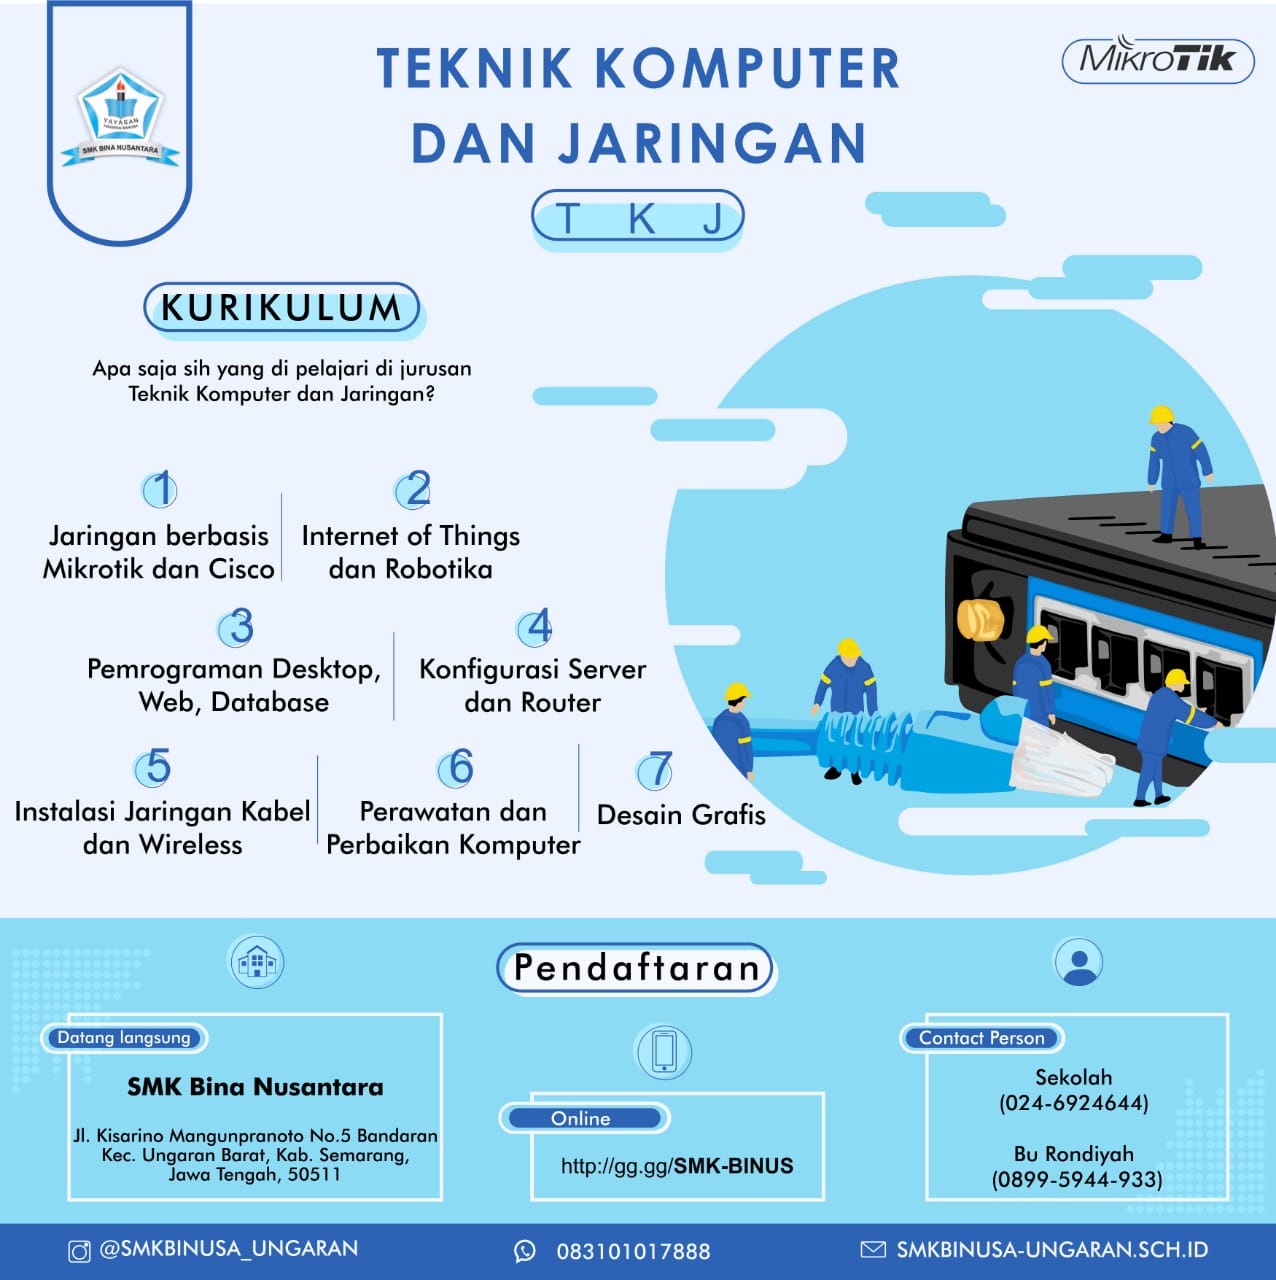 YAYASAN
SMK BINA NUSANTARA
TEKNIK KOMPUTER
DAN JARINGAN
T K J
MikroTik
KURIKULUM
Apa saja sih yang di pelajari di jurusan
Teknik Komputer dan Jaringan?
1
Jaringan berbasis
Mikrotik dan Cisco
2
Internet of Things
dan Robotika
3
Pemrograman Desktop,
Web, Database
4
Konfigurasi Server
dan Router
5
Instalasi Jaringan Kabel
dan Wireless
6
Perawatan dan
Perbaikan Komputer
7
Desain Grafis
Pendaftaran
Datang langsung
SMK Bina Nusantara
Jl. Kisarino Mangunpranoto No.5 Bandaran
Kec. Ungaran Barat, Kab. Semarang,
Jawa Tengah, 50511
Online
http://gg.gg/SMK-BINUS
Contact Person
Sekolah
(024-6924644)
Bu Rondiyah
(0899-5944-933)
@SMKBINUSA_UNGARAN
083101017888
SMKBINUSA-UNGARAN.SCH.ID